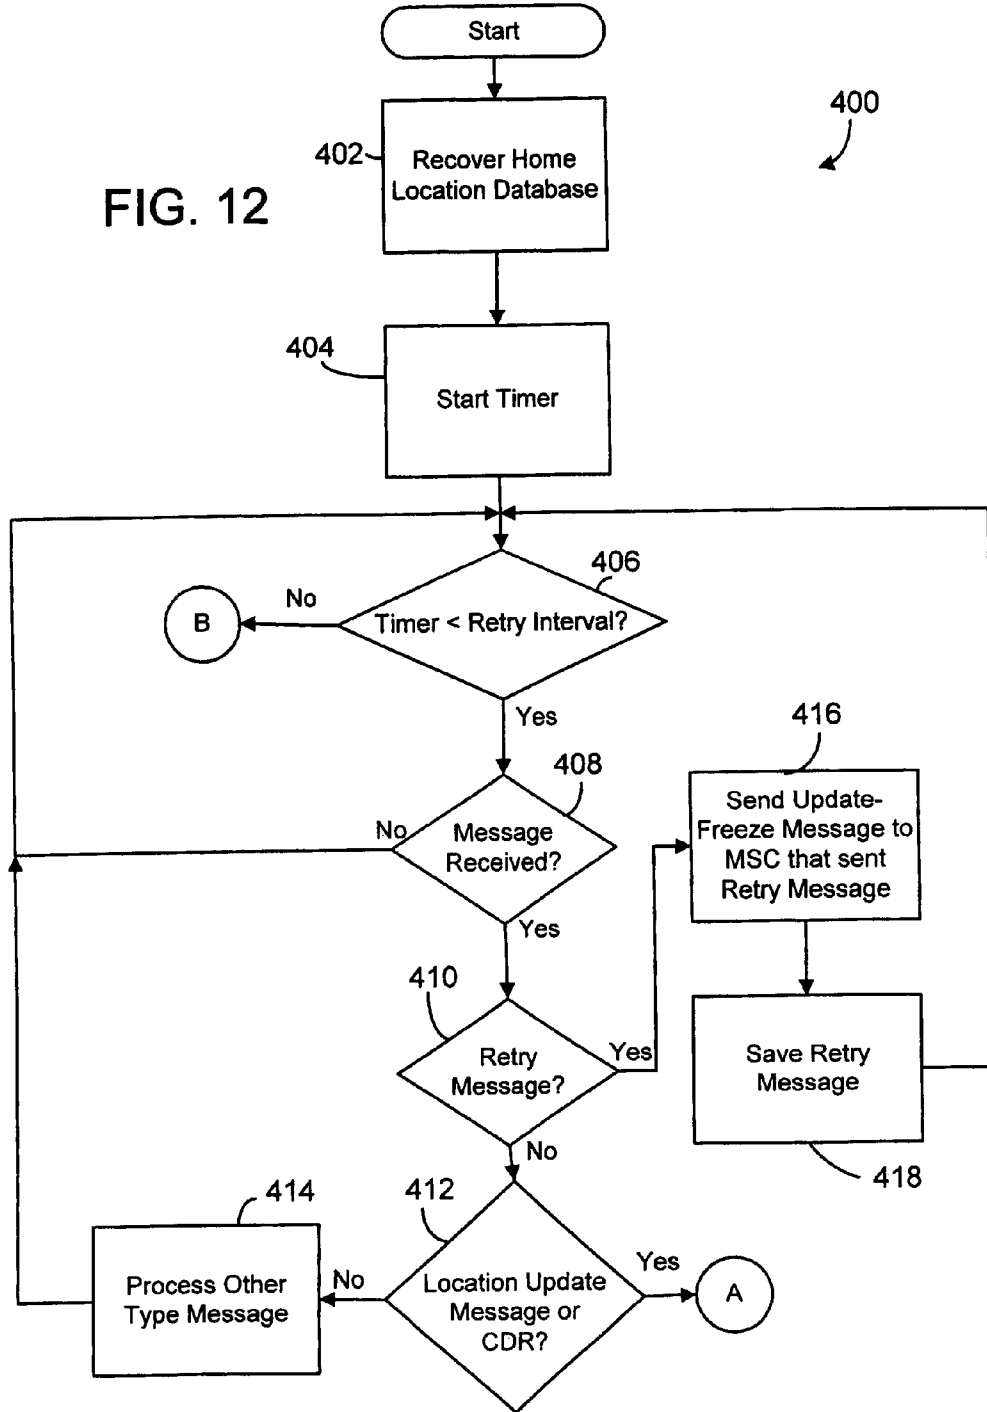 Start
400
402
Recover Home
Location Database
FIG. 12
404
Start Timer
406
No
B
Timer < Retry Interval?
Yes
416
408
Send Update-
Freeze Message to
MSC that sent
Retry Message
No
Message
Received?
Yes
410
Retry
Message?
Yes
Save Retry
Message
No
418
412
414
Process Other
Type Message
No
Location Update
Message or
CDR?
Yes
A